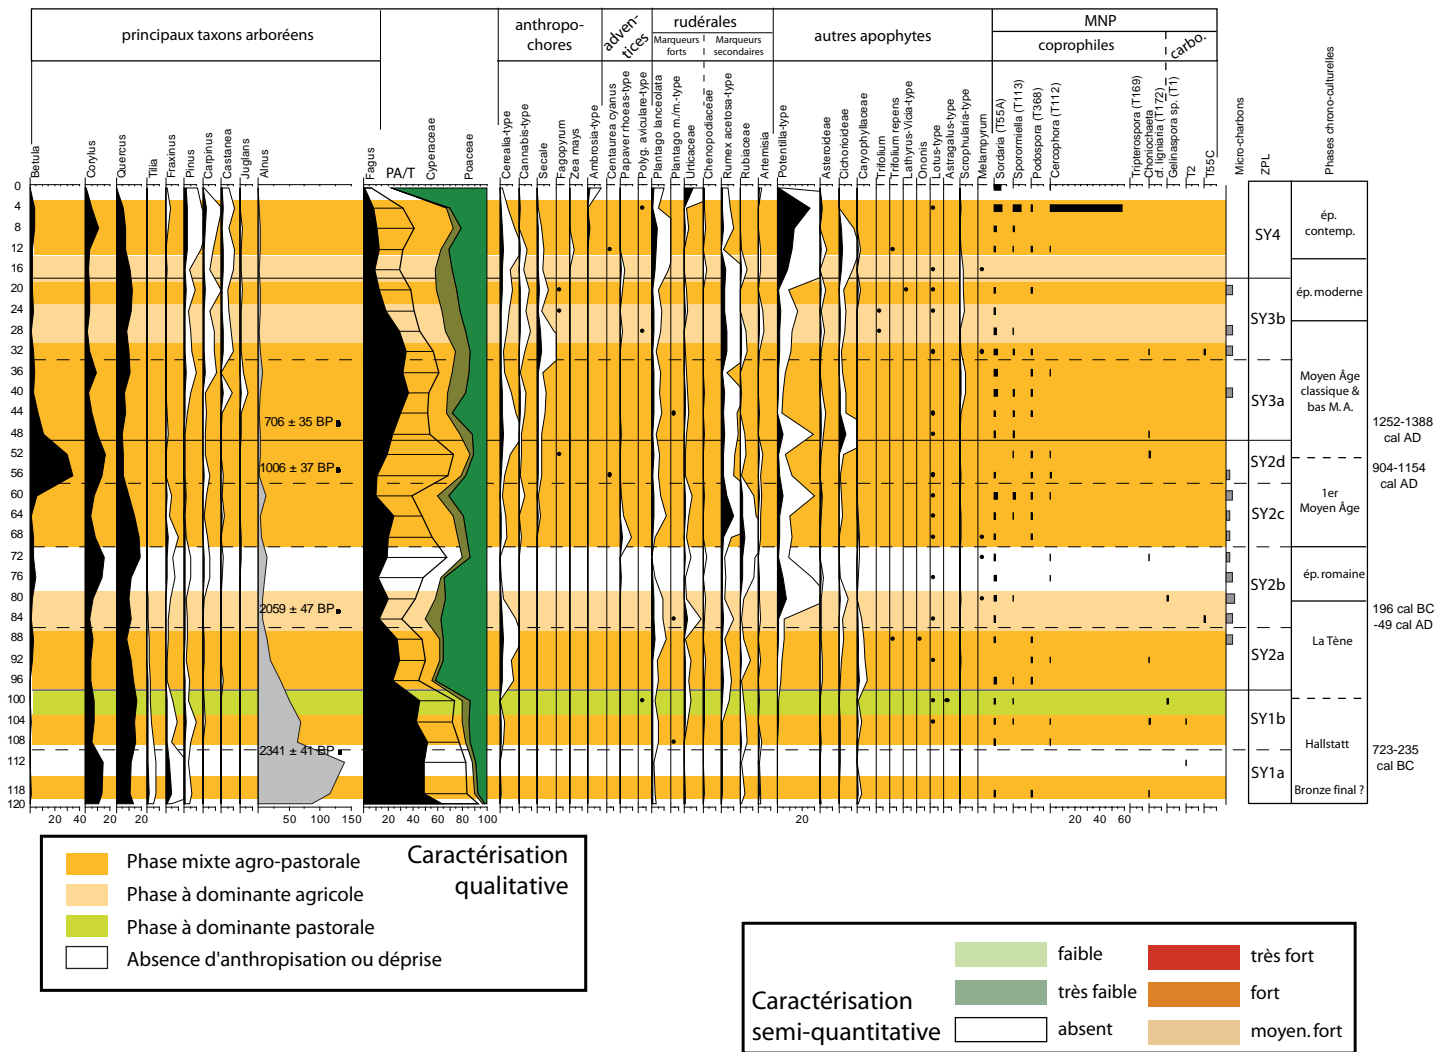 principaux taxons arboréens
anthropo-
chores
adven-
tices
rudérales
Marqueurs
forts
Marqueurs
secondaires
autres apophytes
MNP
coprophiles
carbo.
Betula
Corylus
Quercus
Tilia
Fraxinus
Pinus
Carpinus
Castanea
Juglans
Alnus
Fagus
PA/T
Cyperaceae
Poaceae
Cerealia-type
Cannabis-type
Secale
Fagopyrum
Zea mays
Ambrosia-type
Centaurea cyanus
Papaver rhoeas-type
Polyg. aviculare-type
Plantago lanceolata
Plantago m./m.-type
Urticaceae
Chenopodiacéae
Rumex acetosa-type
Rubiaceae
Artemisia
Potentilla-type
Asteroideae
Cichorioideae
Caryophyllaceae
Trifolium
Trifolium repens
Ononis
Lathyrus-Vicia-type
Lotus-type
Astragalus-type
Scrophularia-type
Melampyrum
Sordaria (T55A)
Sporormiella (T113)
Podospora (T368)
Cercophora (T112)
Tripterospora (T169)
Choniochaeta
cf. ligniaria (T172)
Gelinaspora sp. (T1)
T2
T55C
Micro-charbons
ZPL
Phases chrono-culturelles
0
4
8
12
16
20
24
28
32
36
40
44
48
52
56
60
64
68
72
76
80
84
88
92
96
100
104
108
112
118
120
706 ± 35 BP
1006 ± 37 BP
2059 ± 47 BP
2341 ± 41 BP
SY4
SY3b
SY3a
SY2d
SY2c
SY2b
SY2a
SY1b
SY1a
ép.
contemp.
ép. moderne
Moyen Âge
classique &
bas M.A.
1er
Moyen Âge
ép. romaine
La Tène
Hallstatt
Bronze final ?
1252-1388
cal AD
904-1154
cal AD
196 cal BC
-49 cal AD
723-235
cal BC
20 40 20 20 50 100 150 0 20 40 60 80 100 20 20 40 60
Caractérisation
qualitative
Phase mixte agro-pastorale
Phase à dominante agricole
Phase à dominante pastorale
Absence d'anthropisation ou déprise
Caractérisation
semi-quantitative
faible
très faible
absent
très fort
fort
moyen. fort